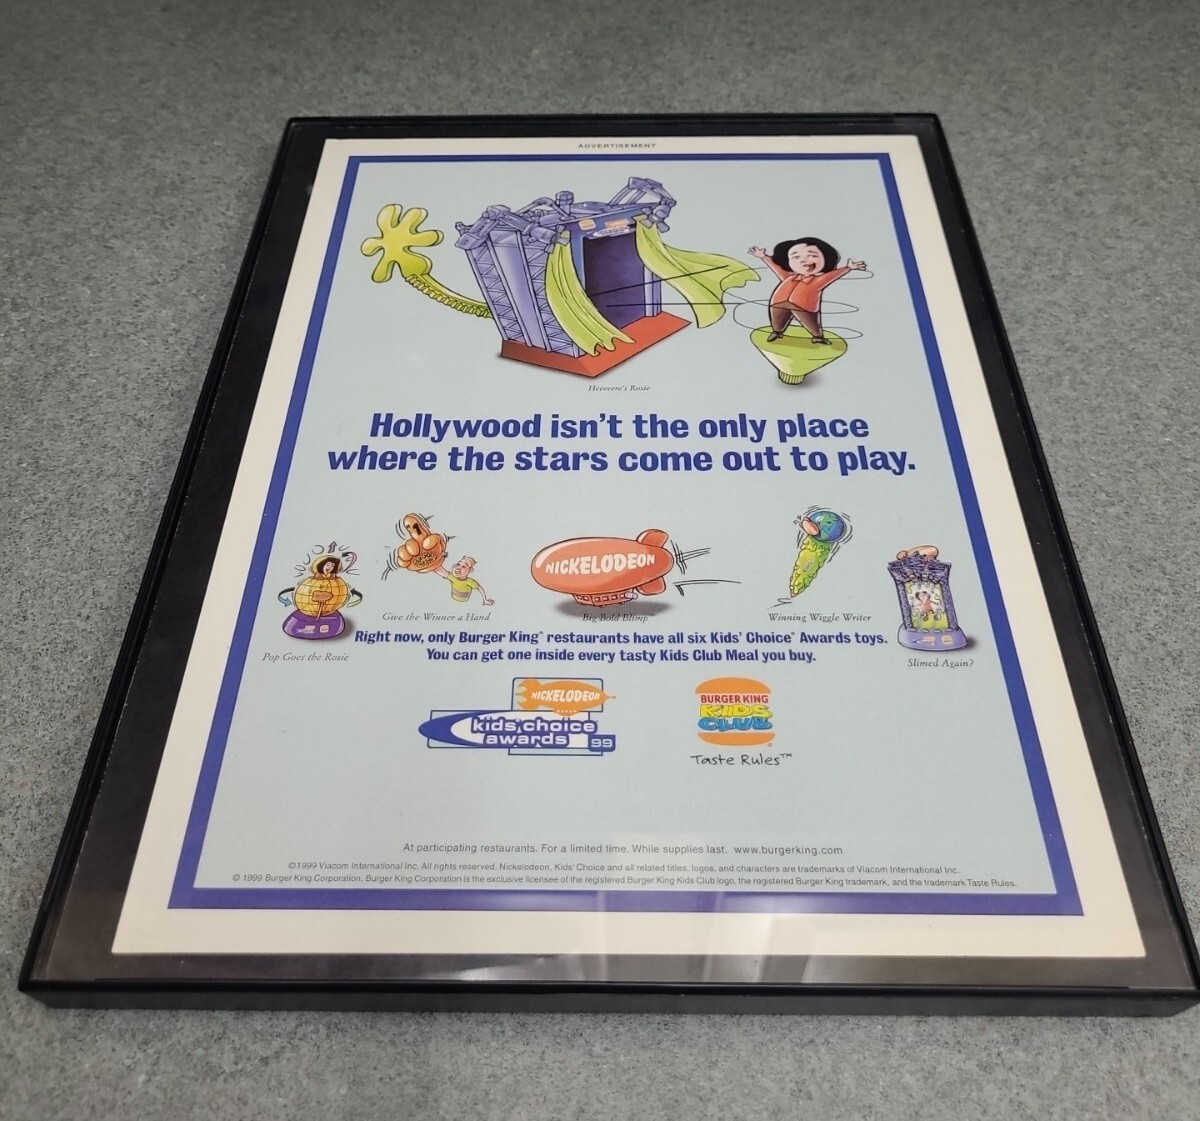 ADVERTISEMENT
Heeeeere's Rosie
Hollywood isn't the only place
where the stars come out to play.
NICKELODEON
Give the Winner a Hand
Big Bold Blimp
Winning Wiggle Writer
Pop Goes the Rosie
Slimed Again?
Right now, only Burger King® restaurants have all six Kids' Choice® Awards toys.
You can get one inside every tasty Kids Club Meal you buy.
NICKELODEON
kids' choice
awards 99
BURGER KING
KIDS
CLUB
Taste Rules™
At participating restaurants. For a limited time. While supplies last. www.burgerking.com
©1999 Viacom International Inc. All rights reserved. Nickelodeon, Kids' Choice and all related titles, logos, and characters are trademarks of Viacom International Inc.
© 1999 Burger King Corporation. Burger King Corporation is the exclusive licensee of the registered Burger King Kids Club logo, the registered Burger King trademark, and the trademark Taste Rules.